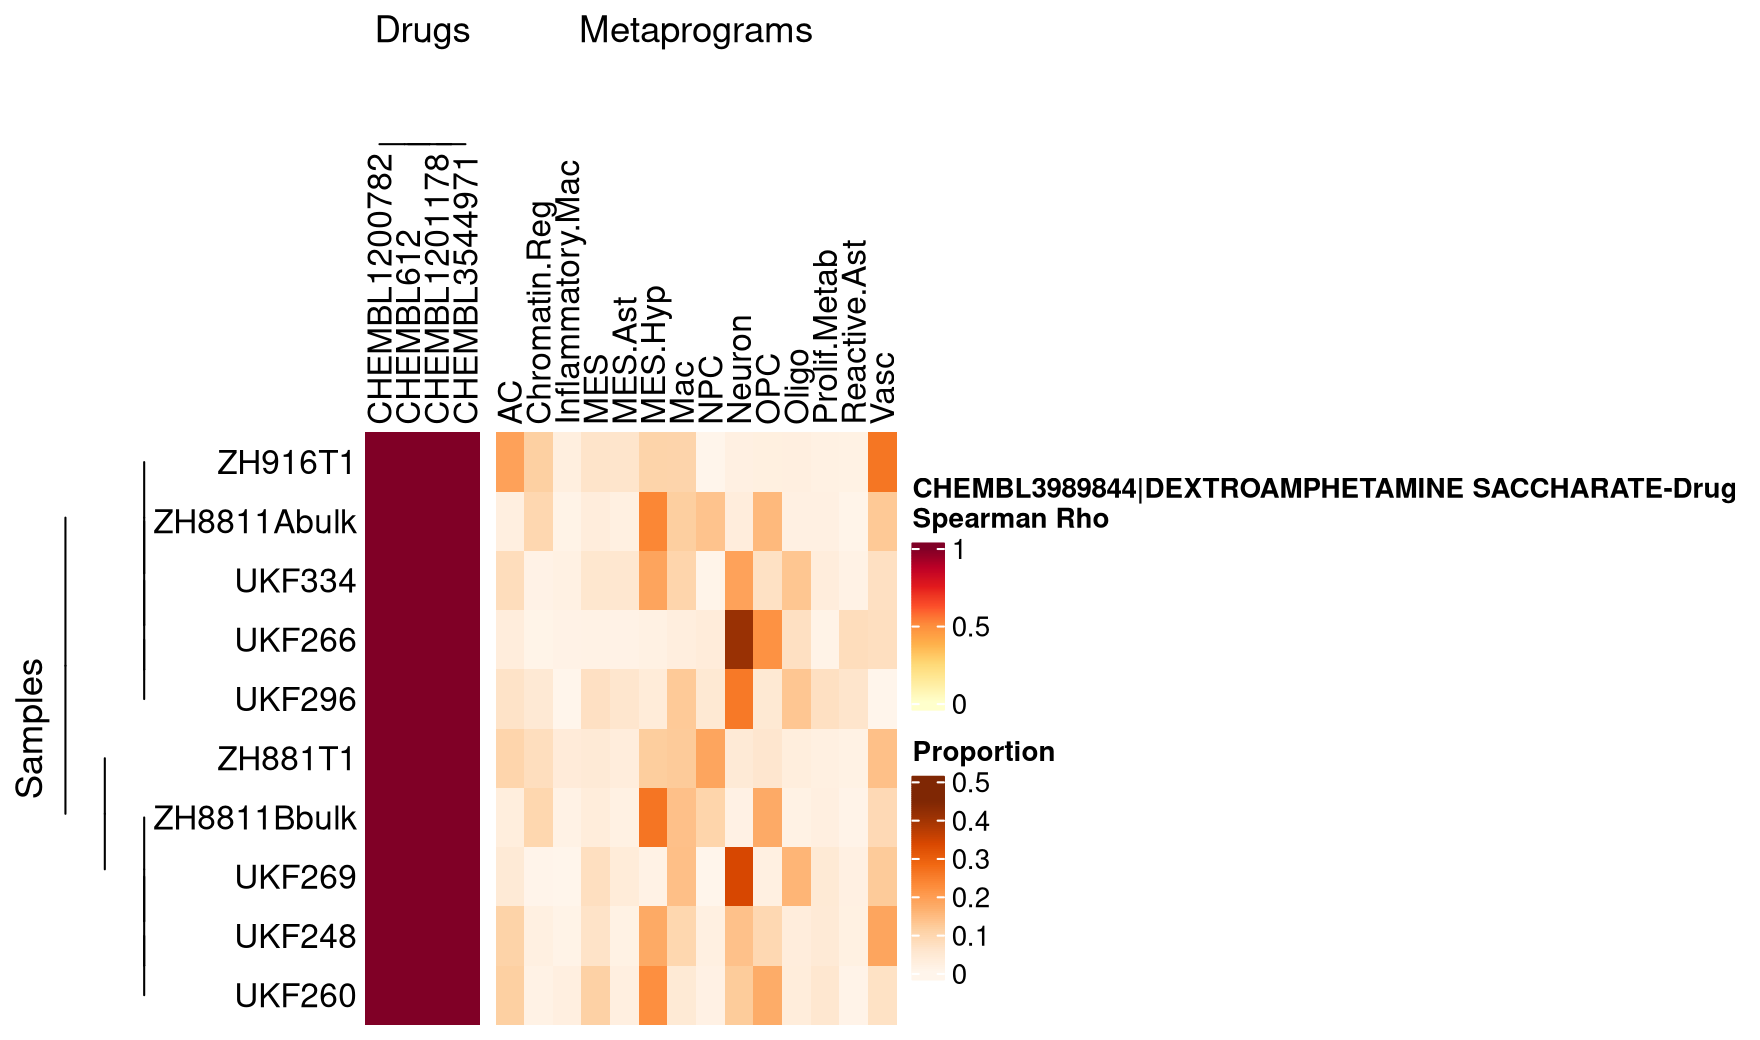 Drugs
Metaprograms
CHEMBL1200782
CHEMBL612
CHEMBL1201178
CHEMBL3544971
AC
Chromatin.Reg
Inflammatory.Mac
MES
MES.Ast
MES.Hyp
Mac
NPC
Neuron
OPC
Oligo
Prolif.Metab
Reactive.Ast
Vasc
Samples
ZH916T1
ZH8811Abulk
UKF334
UKF266
UKF296
ZH881T1
ZH8811Bbulk
UKF269
UKF248
UKF260
CHEMBL3989844|DEXTROAMPHETAMINE SACCHARATE-Drug
Spearman Rho
1
0.5
0
Proportion
0.5
0.4
0.3
0.2
0.1
0